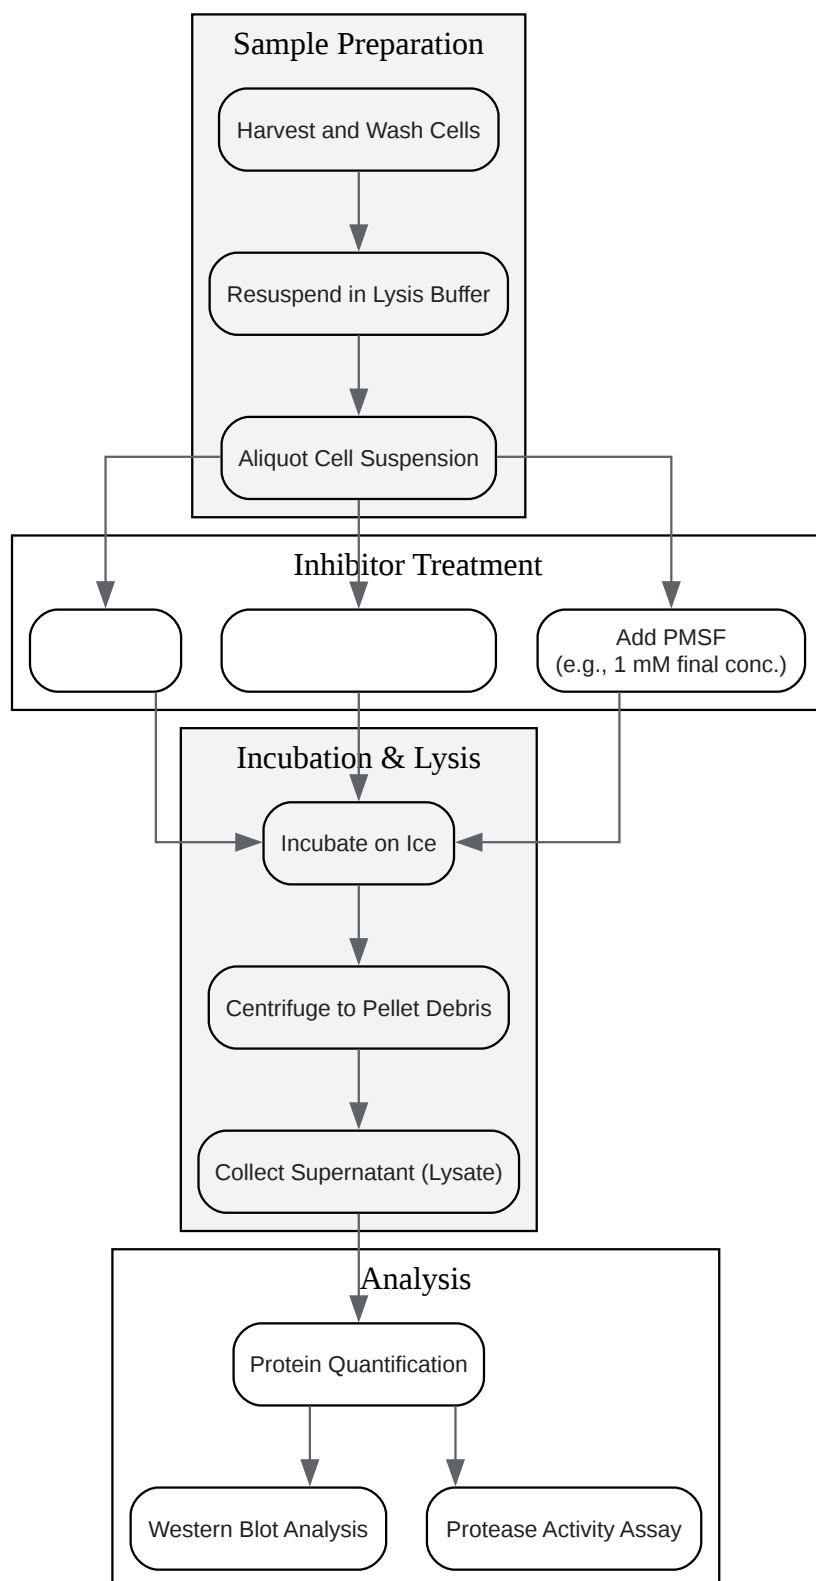 Sample Preparation
Harvest and Wash Cells
Resuspend in Lysis Buffer
Aliquot Cell Suspension
Inhibitor Treatment
Add PMSF
(e.g., 1 mM final conc.)
Incubation & Lysis
Incubate on Ice
Centrifuge to Pellet Debris
Collect Supernatant (Lysate)
Analysis
Protein Quantification
Western Blot Analysis
Protease Activity Assay